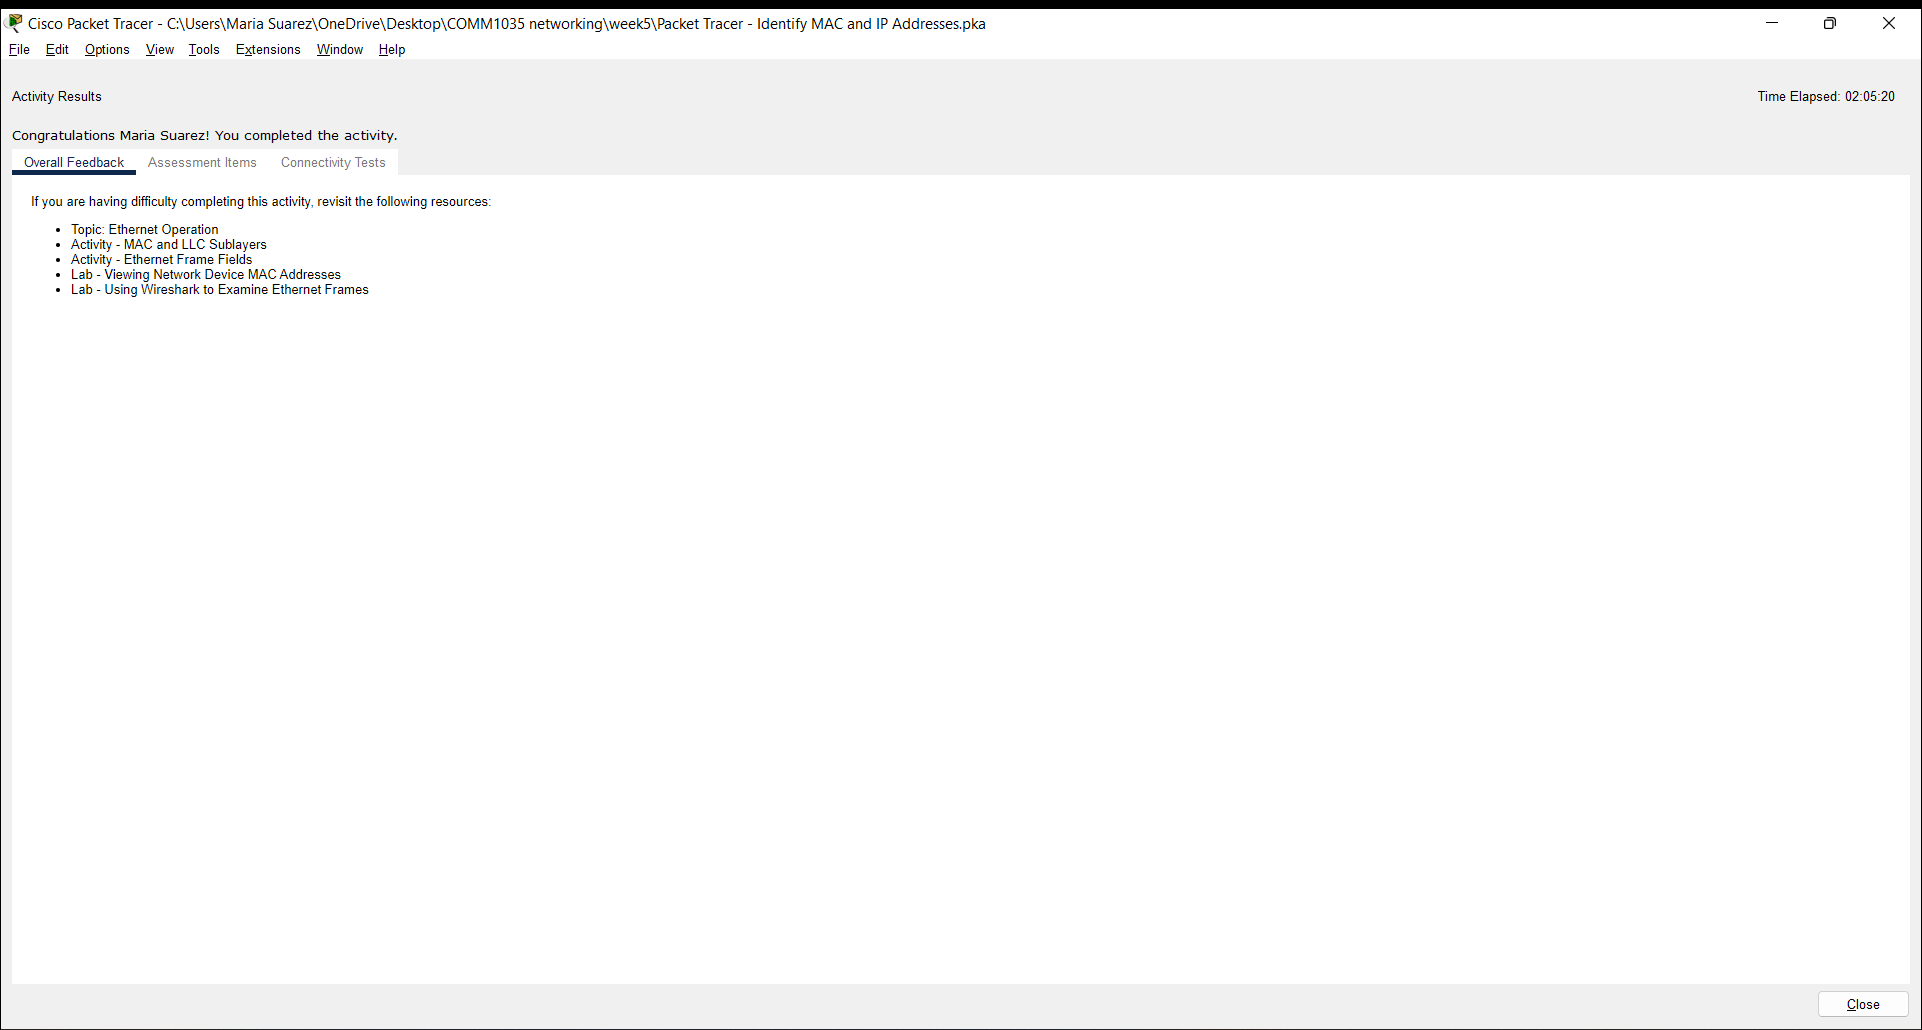 Cisco Packet Tracer - C:\Users\Maria Suarez\OneDrive\Desktop\COMM1035 networking\week5\Packet Tracer - Identify MAC and IP Addresses.pka
File Edit Options View Tools Extensions Window Help
Activity Results Time Elapsed: 02:05:20
Congratulations Maria Suarez! You completed the activity.
Overall Feedback Assessment Items Connectivity Tests
If you are having difficulty completing this activity, revisit the following resources:
• Topic: Ethernet Operation
• Activity - MAC and LLC Sublayers
• Activity - Ethernet Frame Fields
• Lab - Viewing Network Device MAC Addresses
• Lab - Using Wireshark to Examine Ethernet Frames
Close